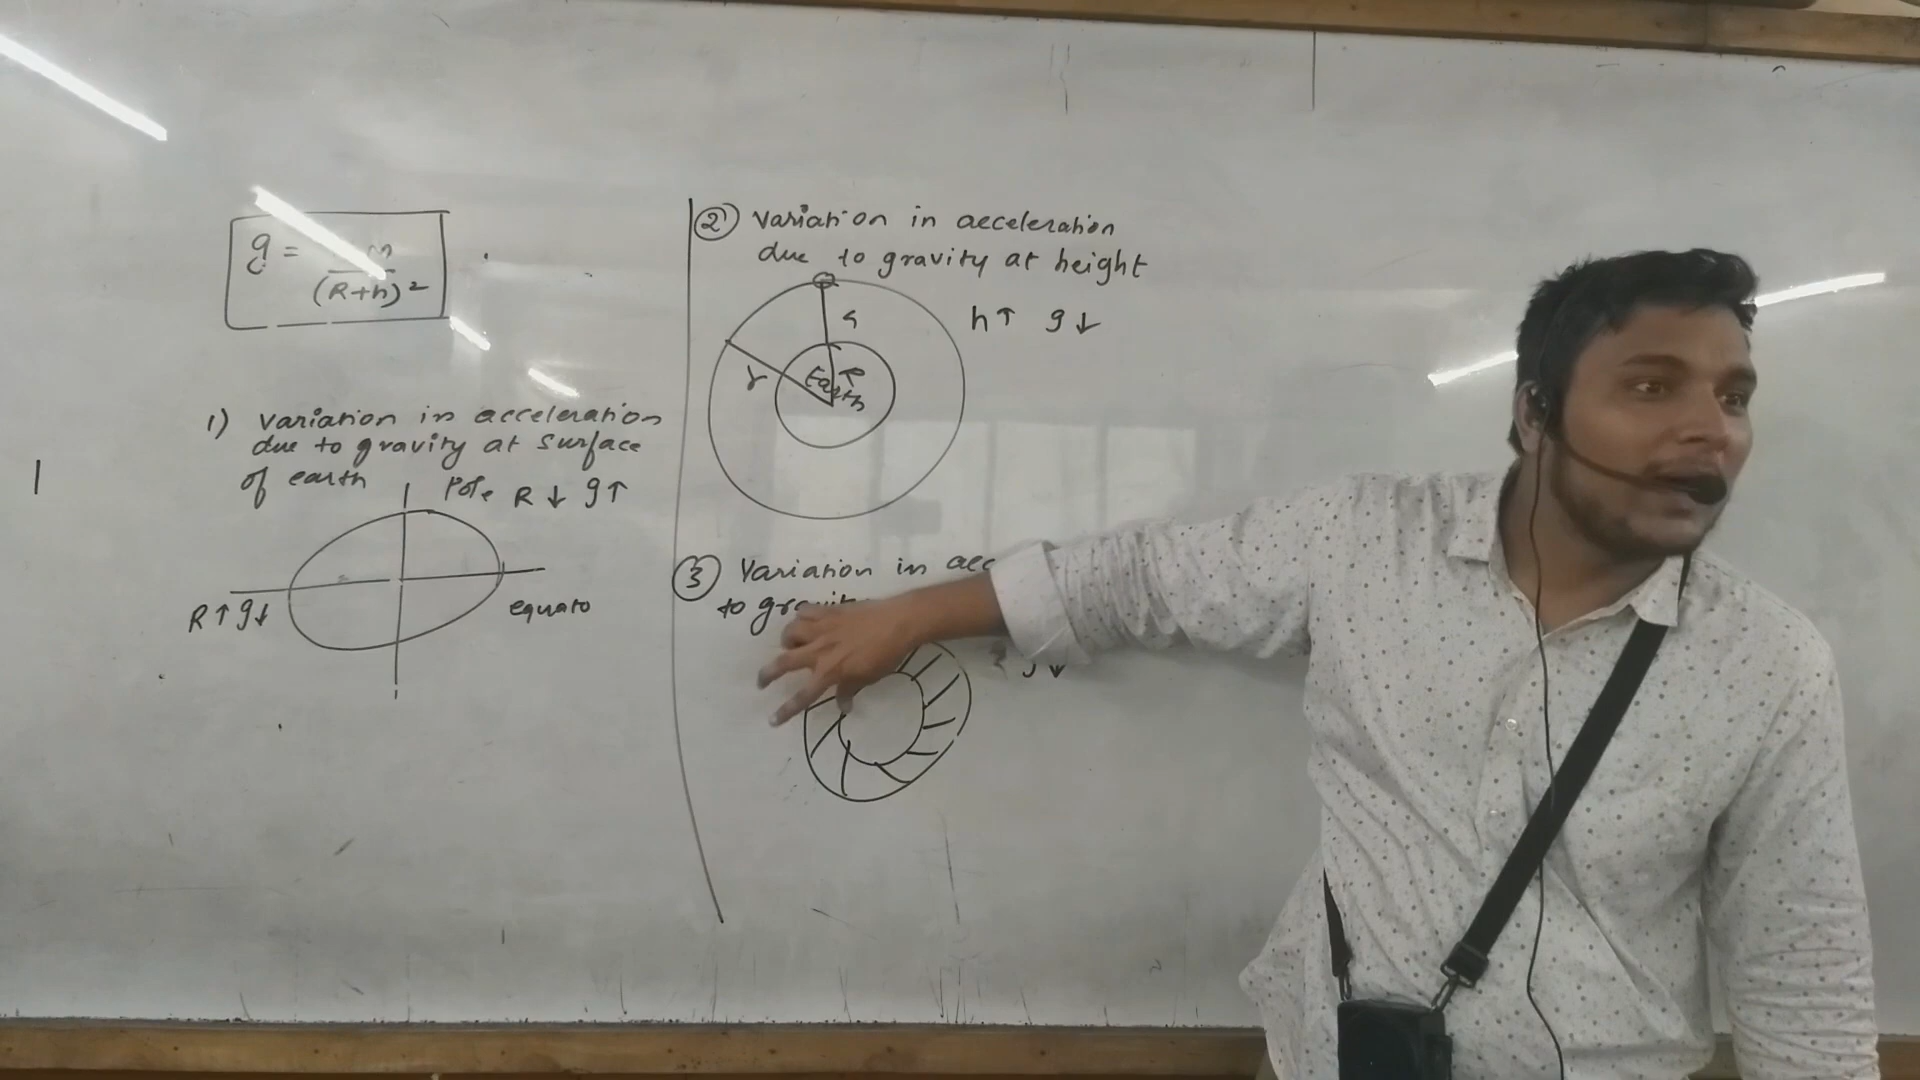 g =
(R+h)²
1) variation in acceleration
due to gravity at surface
of earth
Pole R ↓ g↑
R↑ g↓
equato
② variation in acceleration
due to gravity at height
h↑ g ↓
h
r
Earth
R
③ Variation in acc
to gravit
g ↓